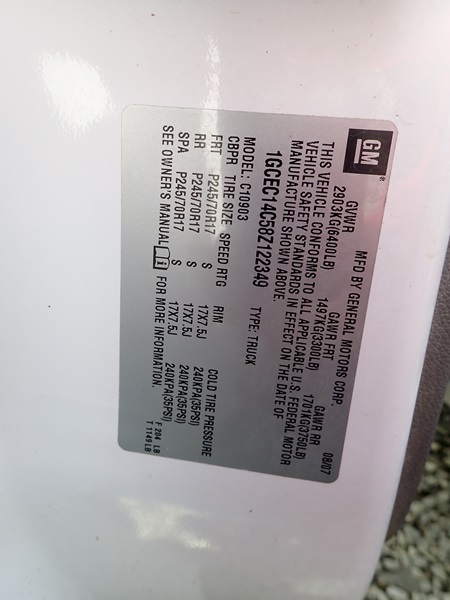 GM ®
MFD BY GENERAL MOTORS CORP. 08/07
GVWR GAWR FRT GAWR RR
2903KG(6400LB) 1497KG(3300LB) 1701KG(3750LB)
THIS VEHICLE CONFORMS TO ALL APPLICABLE U.S. FEDERAL MOTOR
VEHICLE SAFETY STANDARDS IN EFFECT ON THE DATE OF
MANUFACTURE SHOWN ABOVE.
1GCEC14C58Z122349 TYPE: TRUCK
MODEL: C10903
CBPR TIRE SIZE SPEED RTG RIM COLD TIRE PRESSURE
FRT P245/70R17 S 17X7.5J 240KPA(35PSI)
RR P245/70R17 S 17X7.5J 240KPA(35PSI)
SPA P245/70R17 S 17X7.5J 240KPA(35PSI)
SEE OWNER'S MANUAL i FOR MORE INFORMATION.
F 204 LB
T 1149 LB